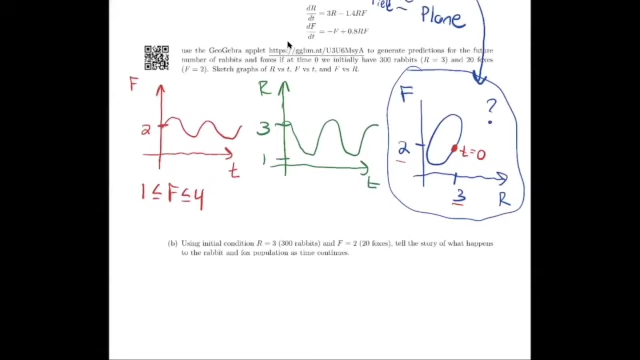 Plane
dR/dt = 3R − 1.4RF
dF/dt = −F + 0.8RF
use the GeoGebra applet https://ggbm.at/U3U6MsyA to generate predictions for the future
number of rabbits and foxes if at time 0 we initially have 300 rabbits (R = 3) and 20 foxes
(F = 2). Sketch graphs of R vs t, F vs t, and F vs R.
F
2
t
1 ≤ F ≤ 4
R
3
1
t
F
?
2
t=0
3
R
(b) Using initial condition R = 3 (300 rabbits) and F = 2 (20 foxes), tell the story of what happens
to the rabbit and fox population as time continues.